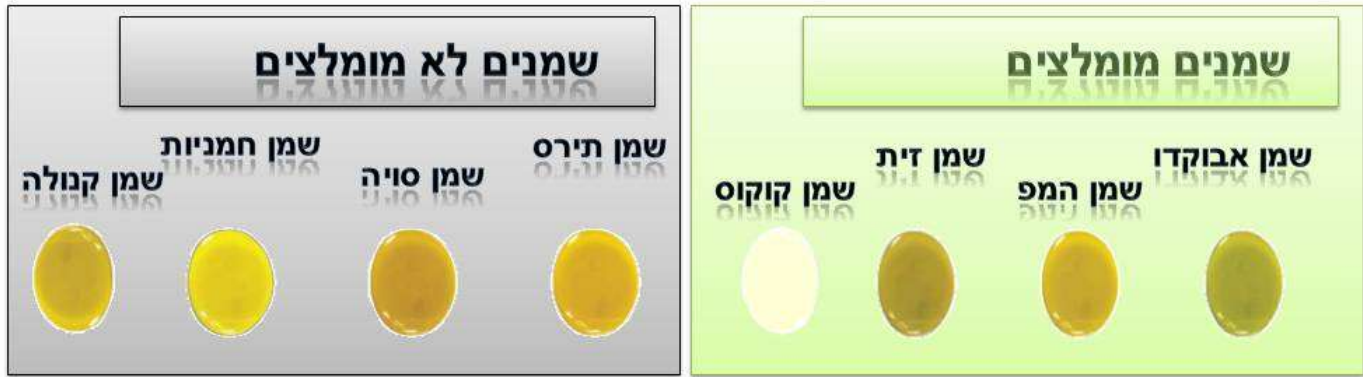 שמנים מומלצים
שמן אבוקדו
שמן המפ
שמן זית
שמן קוקוס
שמנים לא מומלצים
שמן תירס
שמן סויה
שמן חמניות
שמן קנולה